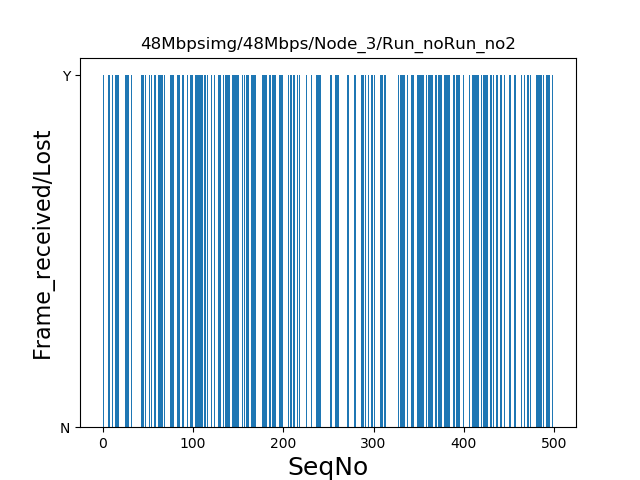 48Mbpsimg/48Mbps/Node_3/Run_noRun_no2
Y
Frame_received/Lost
N
0 100 200 300 400 500
SeqNo